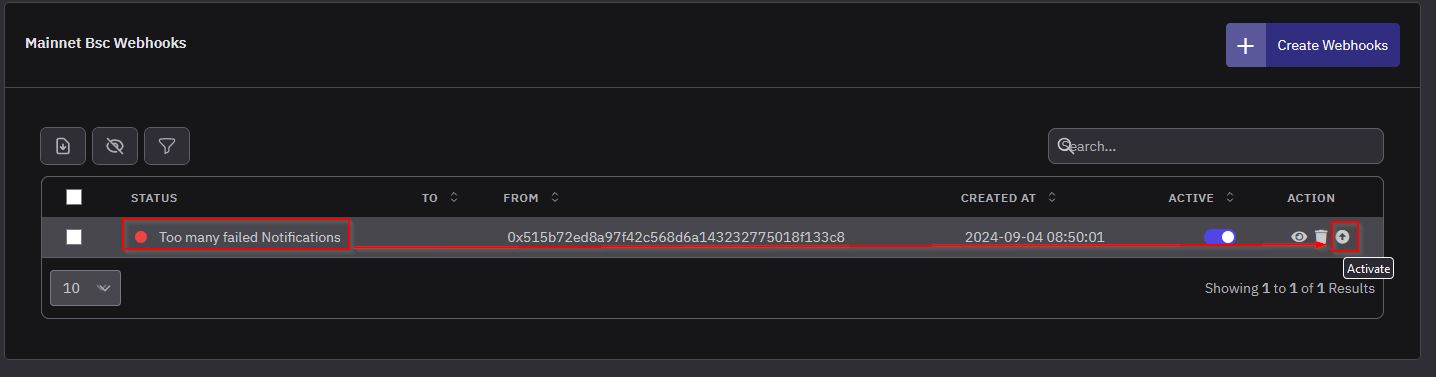 Mainnet Bsc Webhooks
Create Webhooks
Search...
STATUS TO FROM CREATED AT ACTIVE ACTION
Too many failed Notifications 0x515b72ed8a97f42c568d6a143232775018f133c8 2024-09-04 08:50:01
Activate
10 Showing 1 to 1 of 1 Results